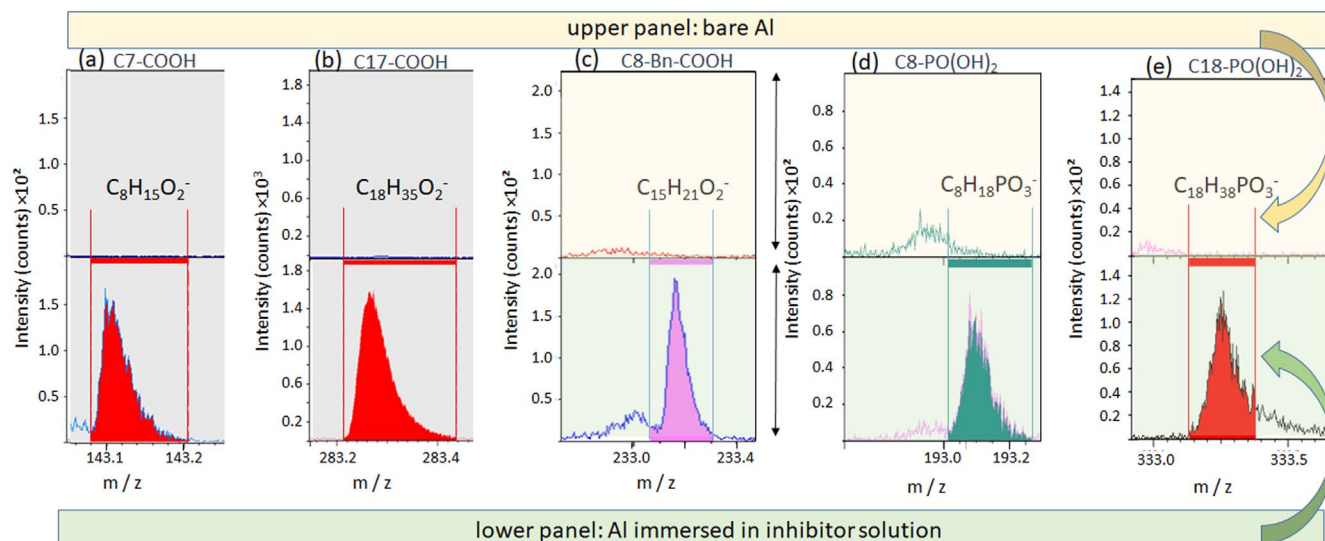 upper panel: bare Al
(a) C7-COOH
(b) C17-COOH
(c) C8-Bn-COOH
(d) C8-PO(OH)₂
(e) C18-PO(OH)₂
Intensity (counts) ×10²
1.5
1.0
0.5
C₈H₁₅O₂⁻
1.5
1.0
0.5
143.1 143.2
m / z
Intensity (counts) ×10³
1.8
1.4
1.0
0.6
0.2
C₁₈H₃₅O₂⁻
1.8
1.4
1.0
0.6
0.2
283.2 283.4
m / z
Intensity (counts) ×10²
2.0
1.5
1.0
0.5
C₁₅H₂₁O₂⁻
2.0
1.5
1.0
0.5
233.0 233.4
m / z
Intensity (counts) ×10²
0.8
0.6
0.4
0.2
C₈H₁₈PO₃⁻
0.8
0.6
0.4
0.2
193.0 193.2
m / z
Intensity (counts) ×10²
1.4
1.2
1.0
0.8
0.6
0.4
0.2
C₁₈H₃₈PO₃⁻
1.4
1.2
1.0
0.8
0.6
0.4
0.2
333.0 333.5
m / z
lower panel: Al immersed in inhibitor solution